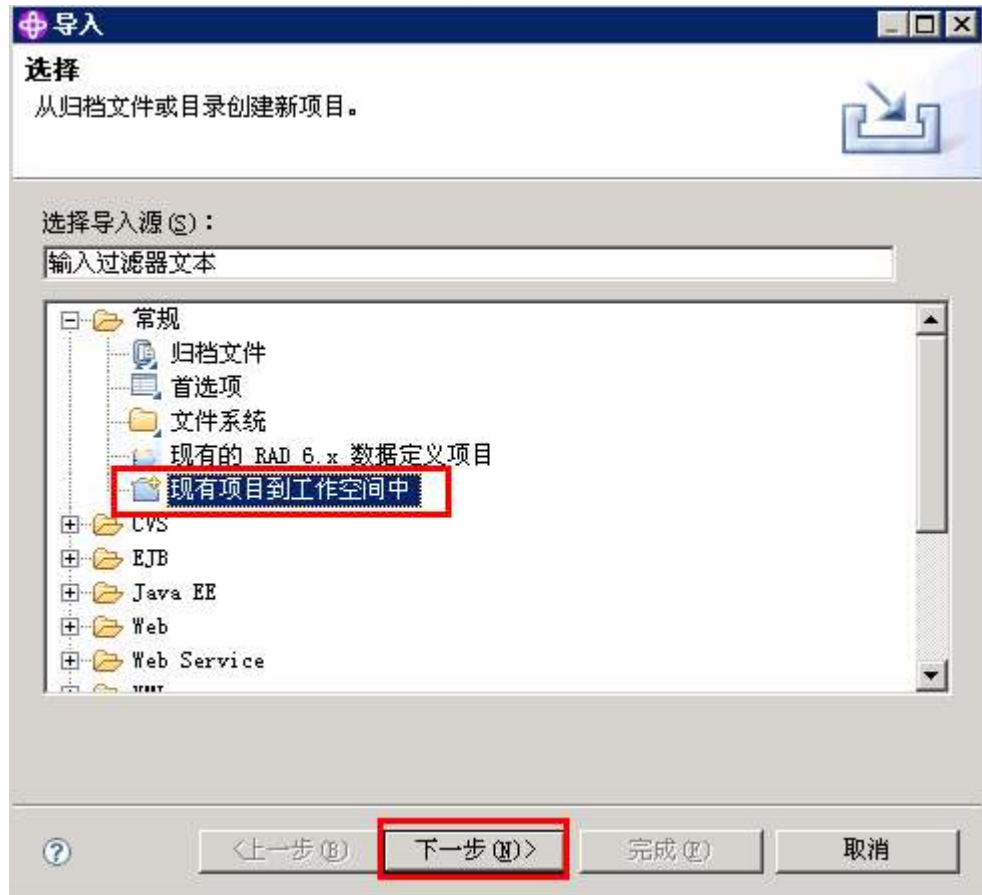 导入
选择
从归档文件或目录创建新项目。
选择导入源(S)：
输入过滤器文本
常规
归档文件
首选项
文件系统
现有的 RAD 6.x 数据定义项目
现有项目到工作空间中
CVS
EJB
Java EE
Web
Web Service
<上一步(B) 下一步(N)> 完成(F) 取消